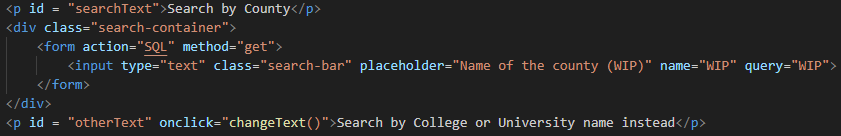 <p id = "searchText">Search by County</p>
<div class="search-container">
    <form action="SQL" method="get">
        <input type="text" class="search-bar" placeholder="Name of the county (WIP)" name="WIP" query="WIP">
    </form>
</div>
<p id = "otherText" onclick="changeText()">Search by College or University name instead</p>